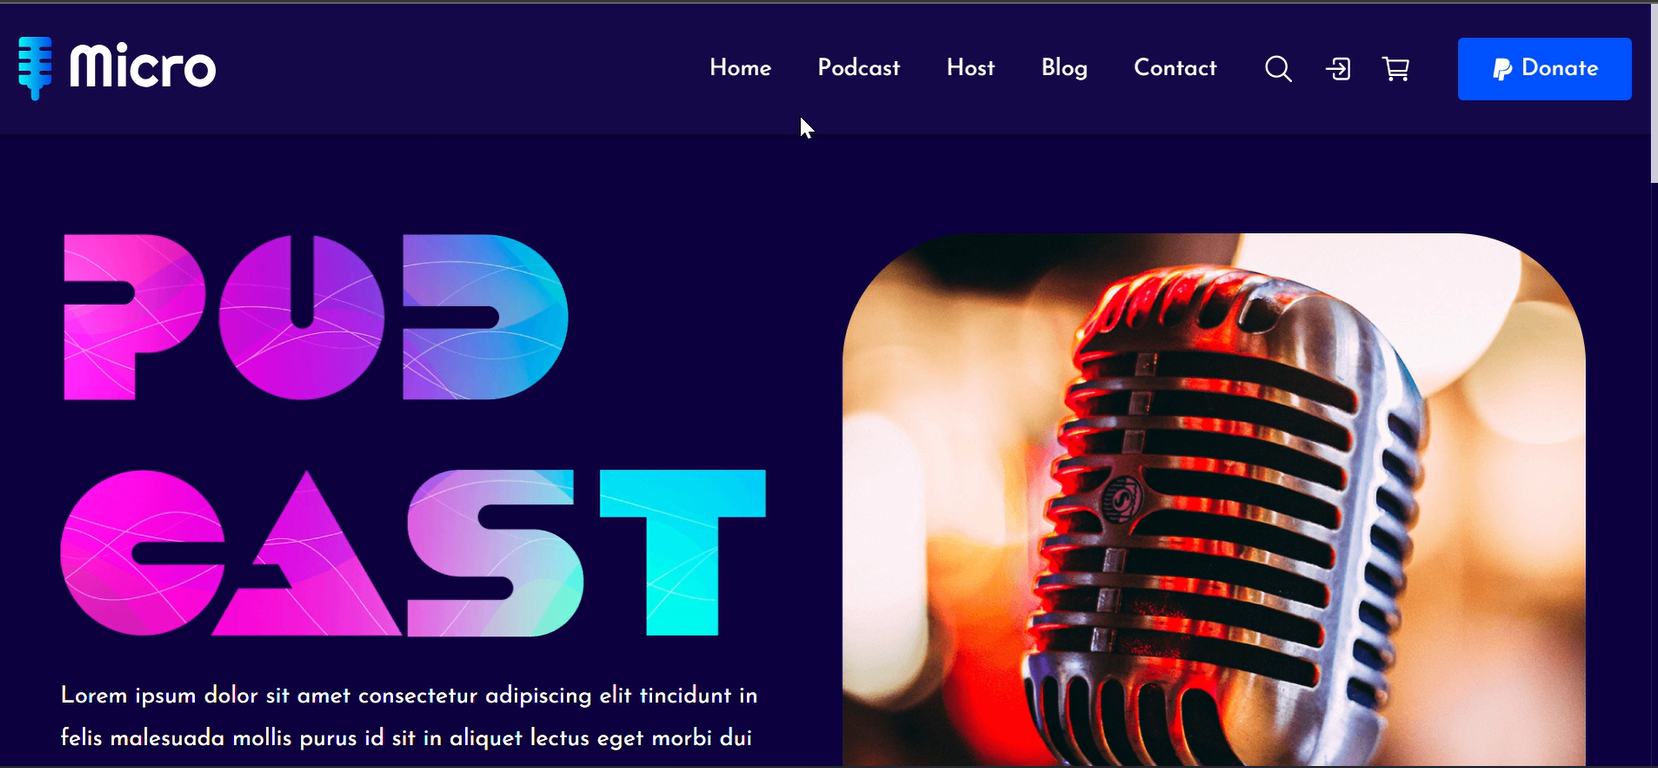 Micro
Home Podcast Host Blog Contact Donate
POD
CAST
Lorem ipsum dolor sit amet consectetur adipiscing elit tincidunt in
felis malesuada mollis purus id sit in aliquet lectus eget morbi dui